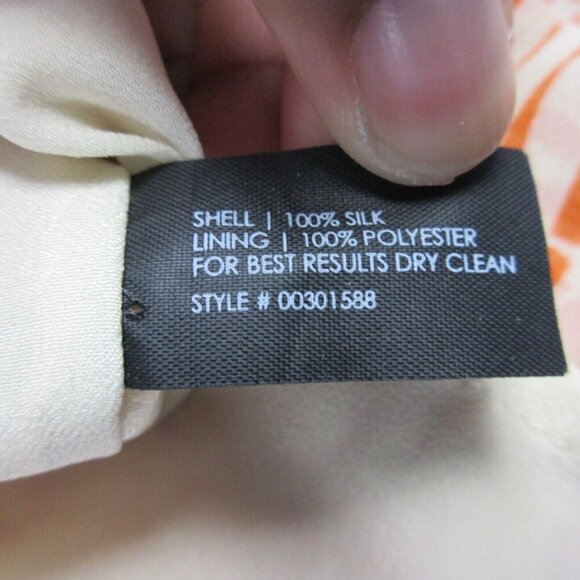 SHELL | 100% SILK
LINING | 100% POLYESTER
FOR BEST RESULTS DRY CLEAN
STYLE # 00301588